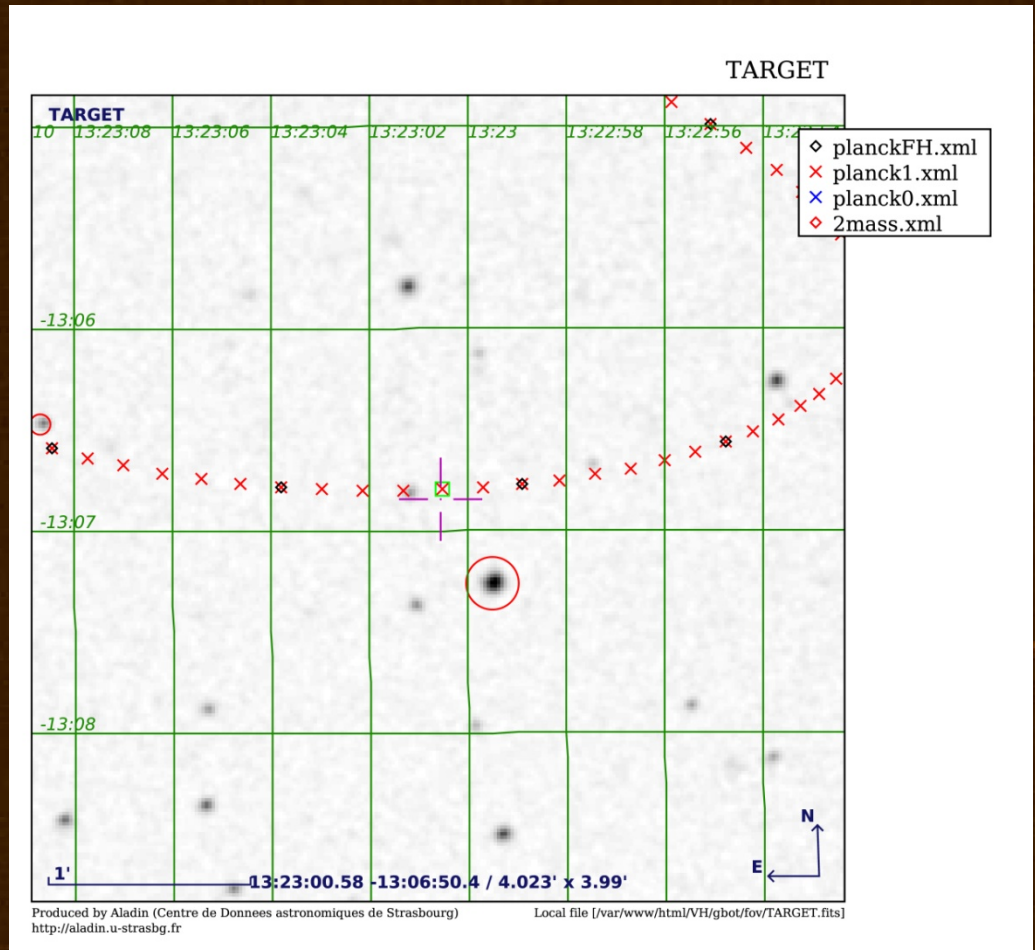 TARGET
TARGET
10 13:23:08 13:23:06 13:23:04 13:23:02 13:23 13:22:58 13:22:56
planckFH.xml
planck1.xml
planck0.xml
2mass.xml
-13:06
-13:07
-13:08
N
E
1'
13:23:00.58 -13:06:50.4 / 4.023' x 3.99'
Produced by Aladin (Centre de Donnees astronomiques de Strasbourg) Local file [/var/www/html/VH/gbot/fov/TARGET.fits]
http://aladin.u-strasbg.fr